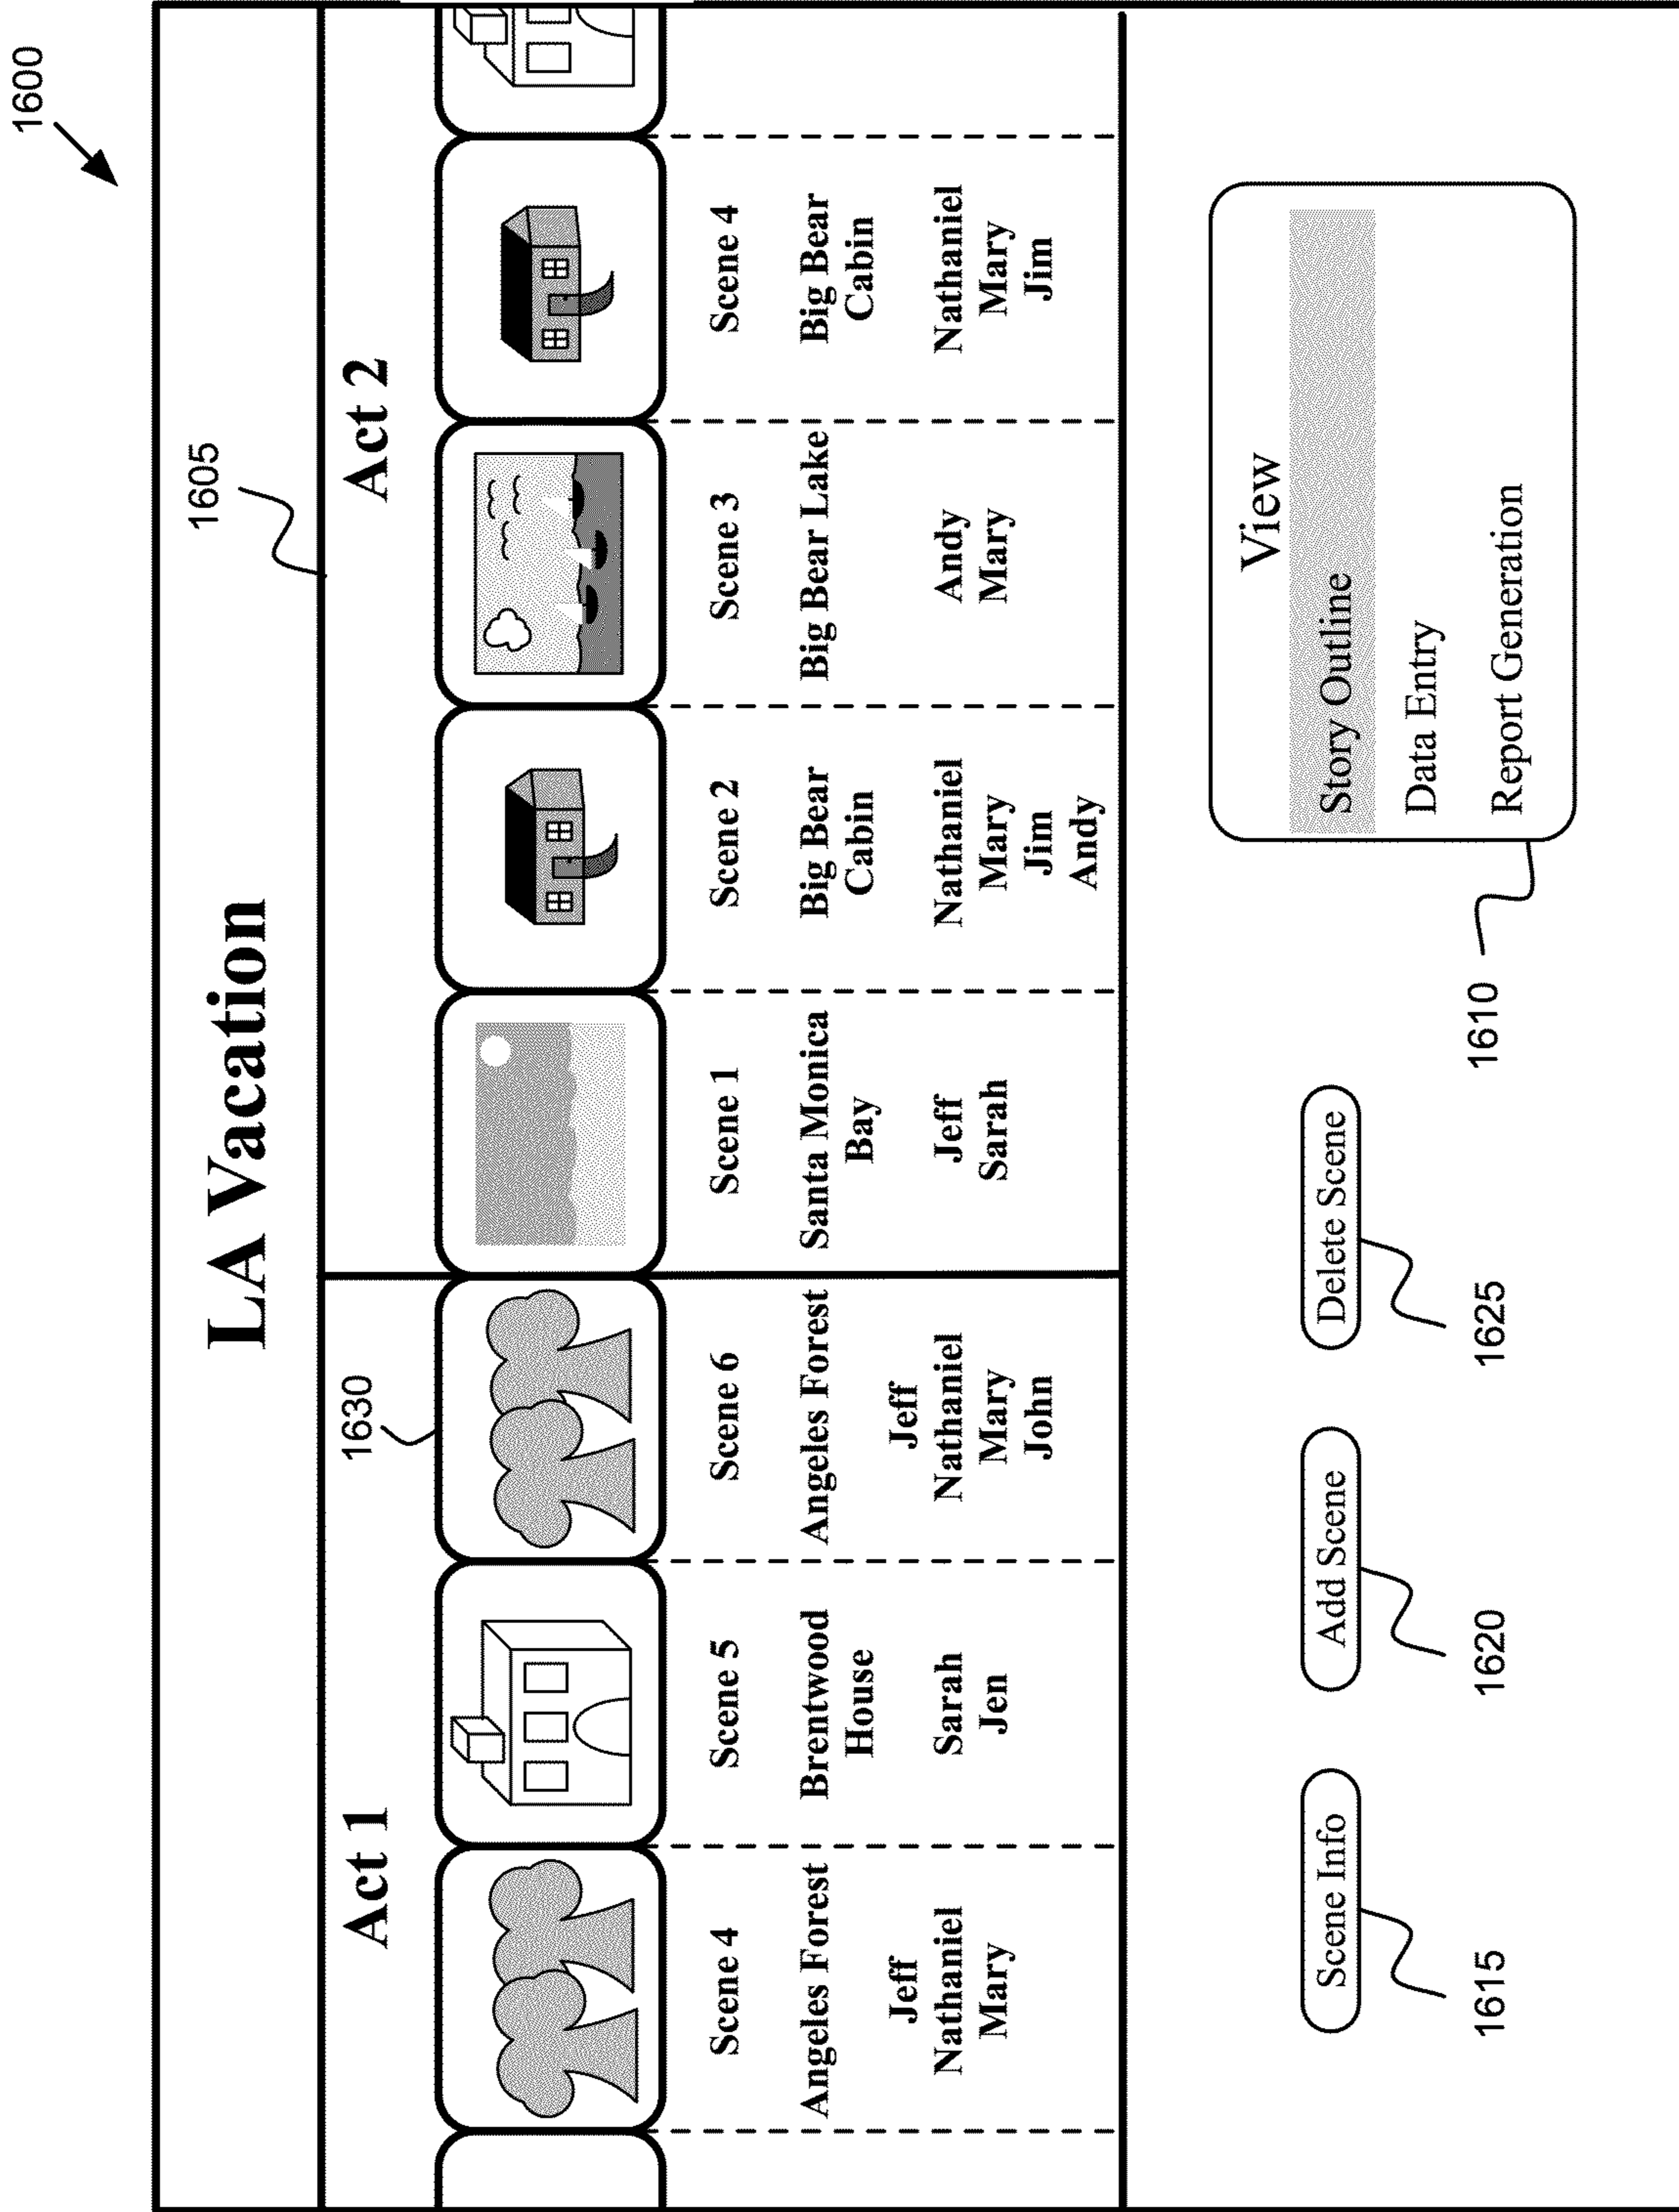 1600
LA Vacation
1605
Act 1
1630
Act 2
Scene 4
Angeles Forest
Jeff
Nathaniel
Mary
Scene 5
Brentwood
House
Sarah
Jen
Scene 6
Angeles Forest
Jeff
Nathaniel
Mary
John
Scene 1
Santa Monica
Bay
Jeff
Sarah
Scene 2
Big Bear
Cabin
Nathaniel
Mary
Jim
Andy
Scene 3
Big Bear Lake
Andy
Mary
Scene 4
Big Bear
Cabin
Nathaniel
Mary
Jim
Scene Info
1615
Add Scene
1620
Delete Scene
1625
View
Story Outline
Data Entry
Report Generation
1610